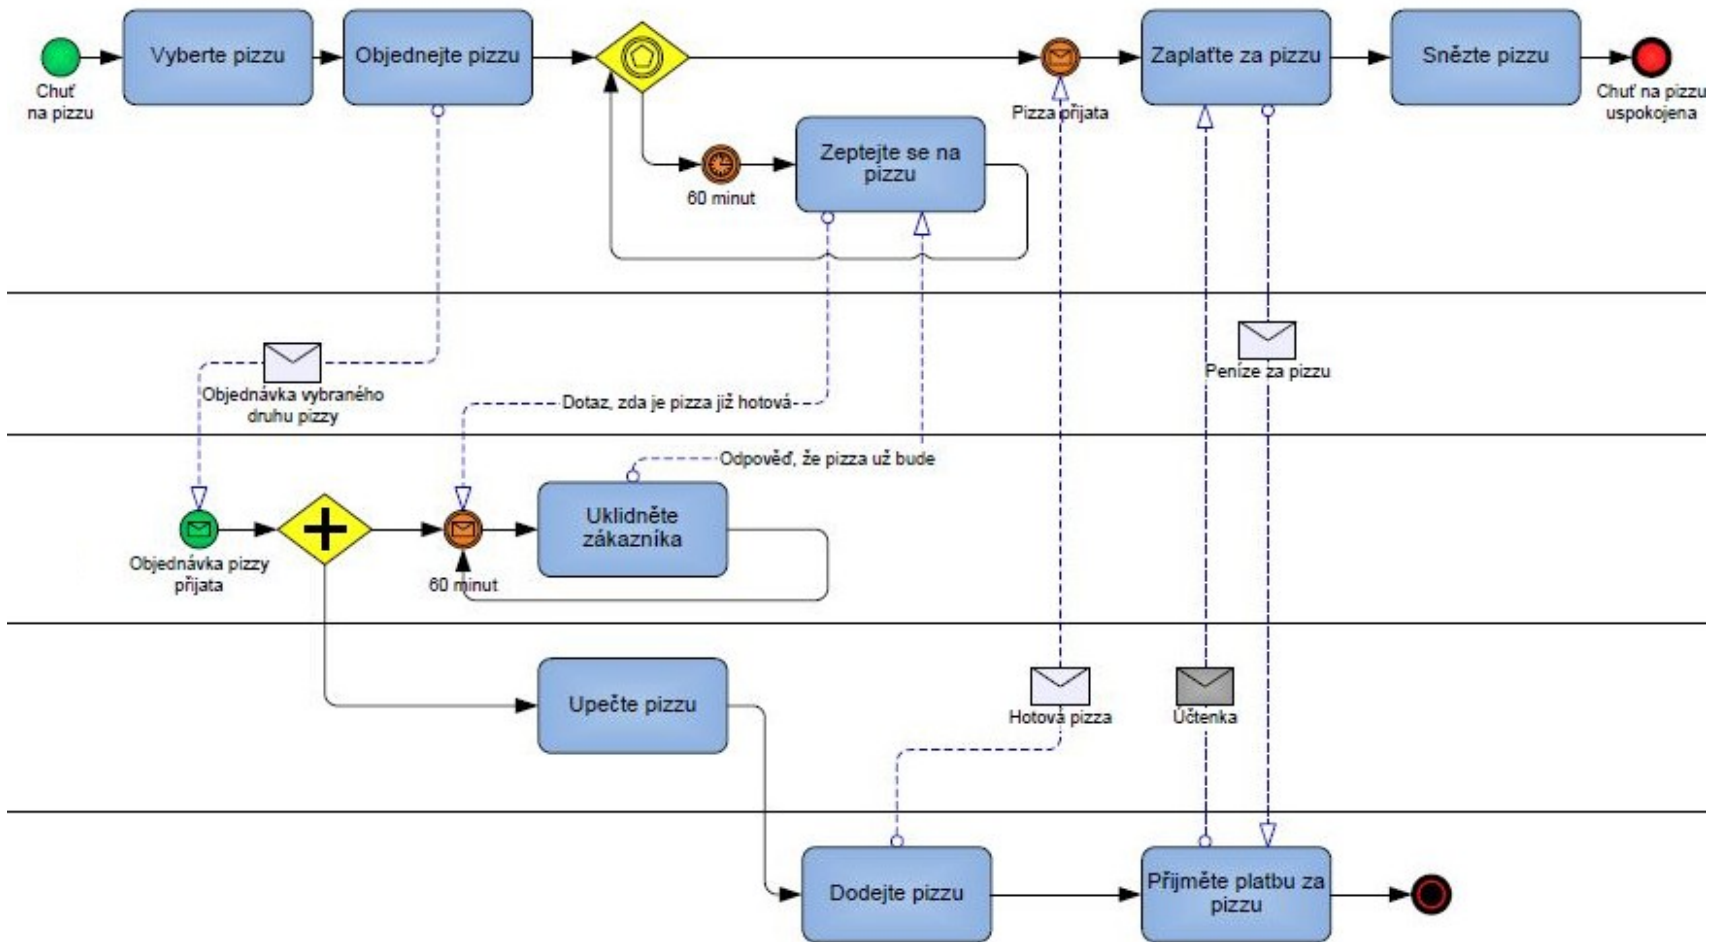 Vyberte pizzu
Objednejte pizzu
Zaplaťte za pizzu
Snězte pizzu
Chuť
na pizzu
Pizza přijata
Chuť na pizzu
uspokojena
Zeptejte se na
pizzu
60 minut
Peníze za pizzu
Objednávka vybraného
druhu pizzy
Dotaz, zda je pizza již hotová
Odpověď, že pizza už bude
Uklidněte
zákazníka
Objednávka pizzy
přijata
60 minut
Upečte pizzu
Hotová pizza
Účtenka
Dodejte pizzu
Přijměte platbu za
pizzu